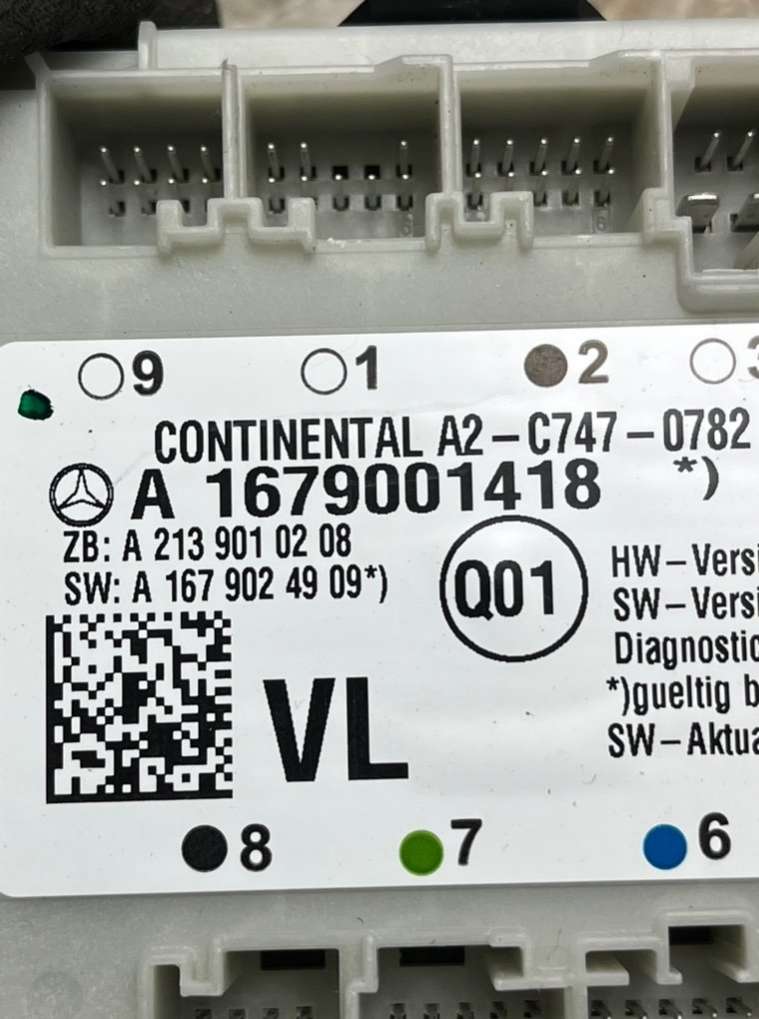 9 1 2 3
CONTINENTAL A2-C747-0782
A 1679001418 *)
ZB: A 213 901 02 08
SW: A 167 902 49 09*)
Q01
HW-Versi
SW-Versi
Diagnostic
*)gueltig b
SW-Aktua
VL
8 7 6